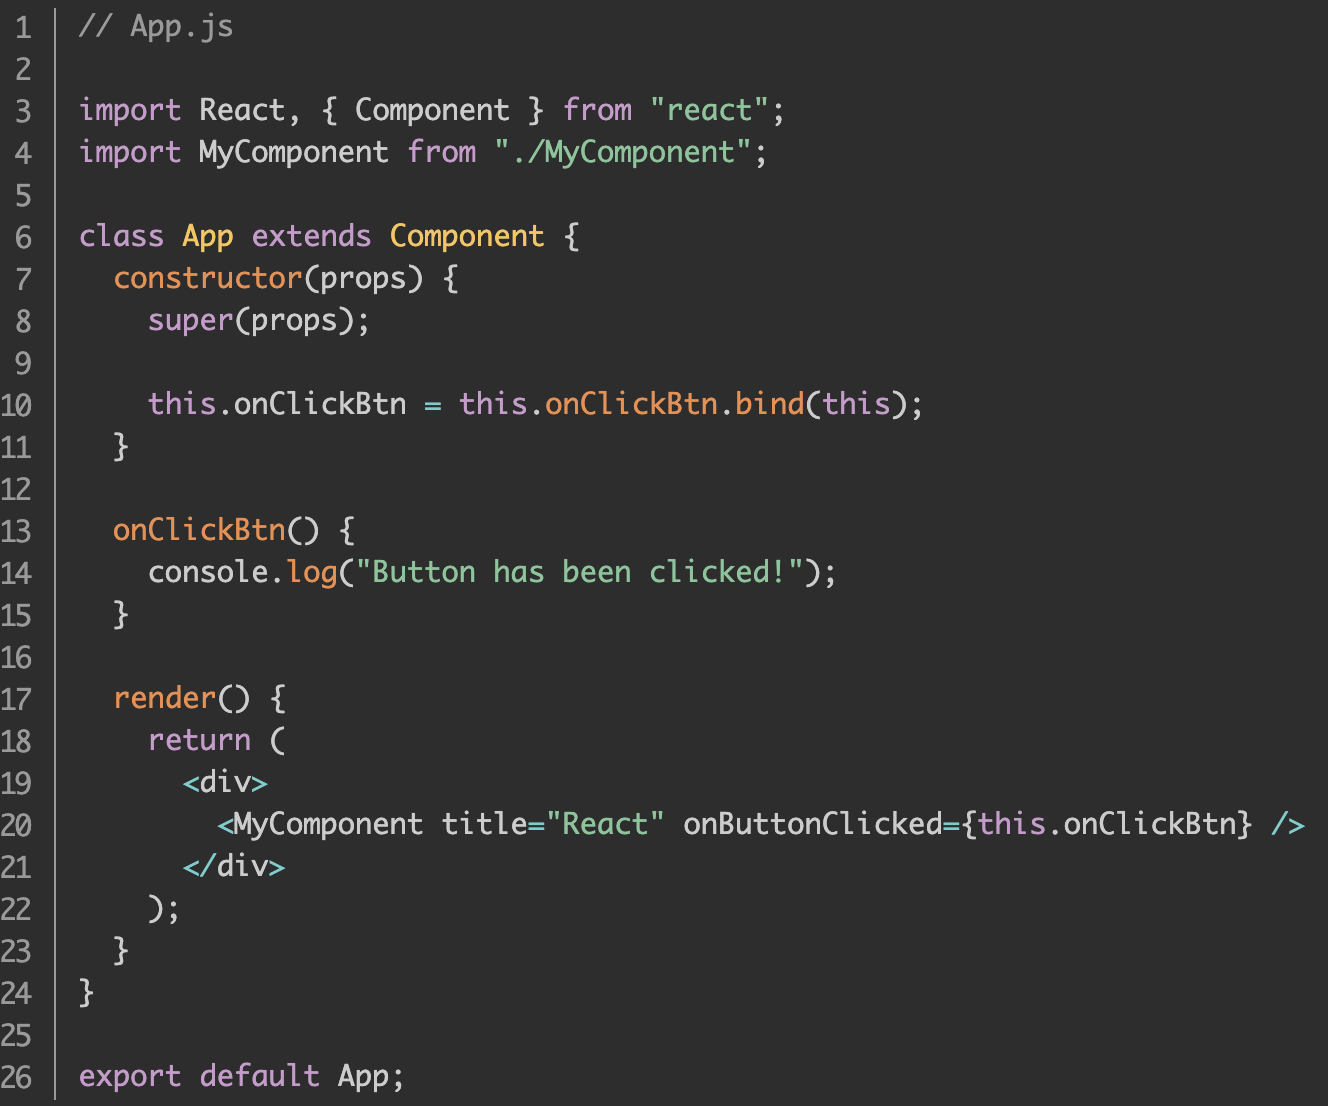 1 // App.js
2
3 import React, { Component } from "react";
4 import MyComponent from "./MyComponent";
5
6 class App extends Component {
7   constructor(props) {
8     super(props);
9
10     this.onClickBtn = this.onClickBtn.bind(this);
11   }
12
13   onClickBtn() {
14     console.log("Button has been clicked!");
15   }
16
17   render() {
18     return (
19       <div>
20         <MyComponent title="React" onButtonClicked={this.onClickBtn} />
21       </div>
22     );
23   }
24 }
25
26 export default App;